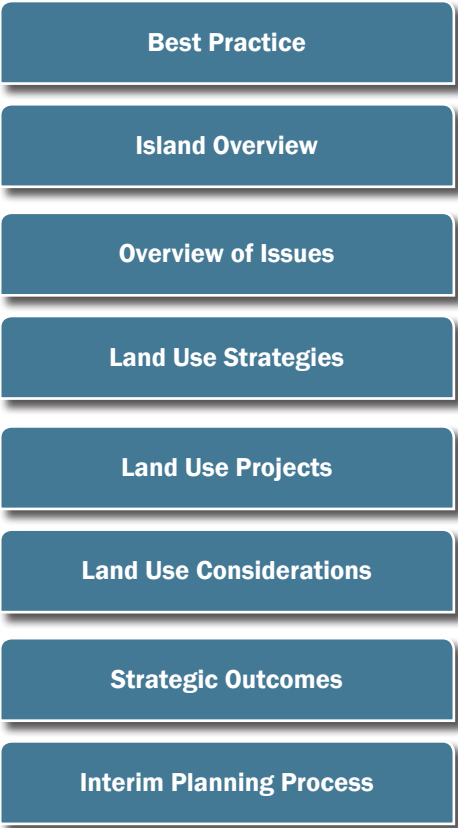 Best Practice
Island Overview
Overview of Issues
Land Use Strategies
Land Use Projects
Land Use Considerations
Strategic Outcomes
Interim Planning Process